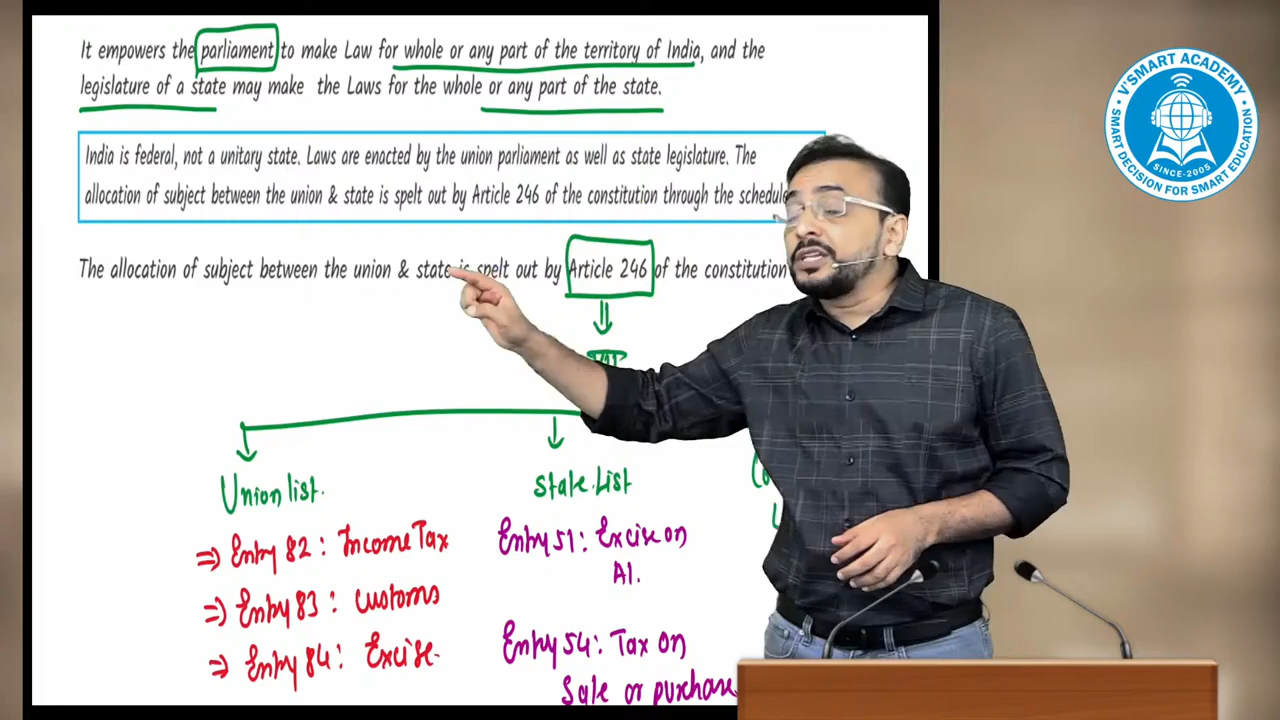 It empowers the parliament to make Law for whole or any part of the territory of India, and the
legislature of a state may make the Laws for the whole or any part of the state.
India is federal, not a unitary state. Laws are enacted by the union parliament as well as state legislature. The
allocation of subject between the union & state is spelt out by Article 246 of the constitution through the schedule
The allocation of subject between the union & state is spelt out by Article 246 of the constitution
Union list.
State List
⇒ Entry 82 : Income Tax
⇒ Entry 83 : Customs
⇒ Entry 84 : Excise.
Entry 51 : Excise on
Al.
Entry 54 : Tax on
Sale or purchase
V'SMART ACADEMY
SINCE-2005
SMART DECISION FOR SMART EDUCATION